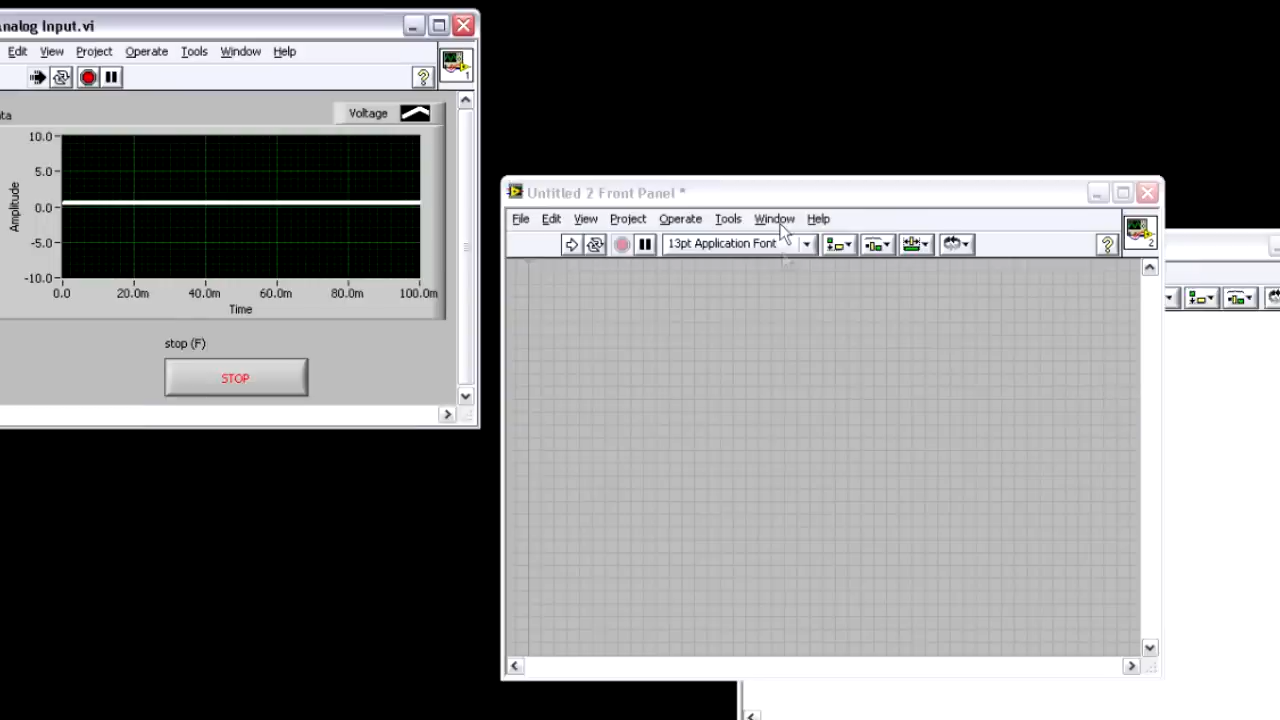 nalog Input.vi
Edit View Project Operate Tools Window Help
1
ta
Voltage
10.0
5.0
0.0
-5.0
-10.0
Amplitude
0.0 20.0m 40.0m 60.0m 80.0m 100.0m
Time
stop (F)
STOP
Untitled 2 Front Panel *
File Edit View Project Operate Tools Window Help
13pt Application Font
2